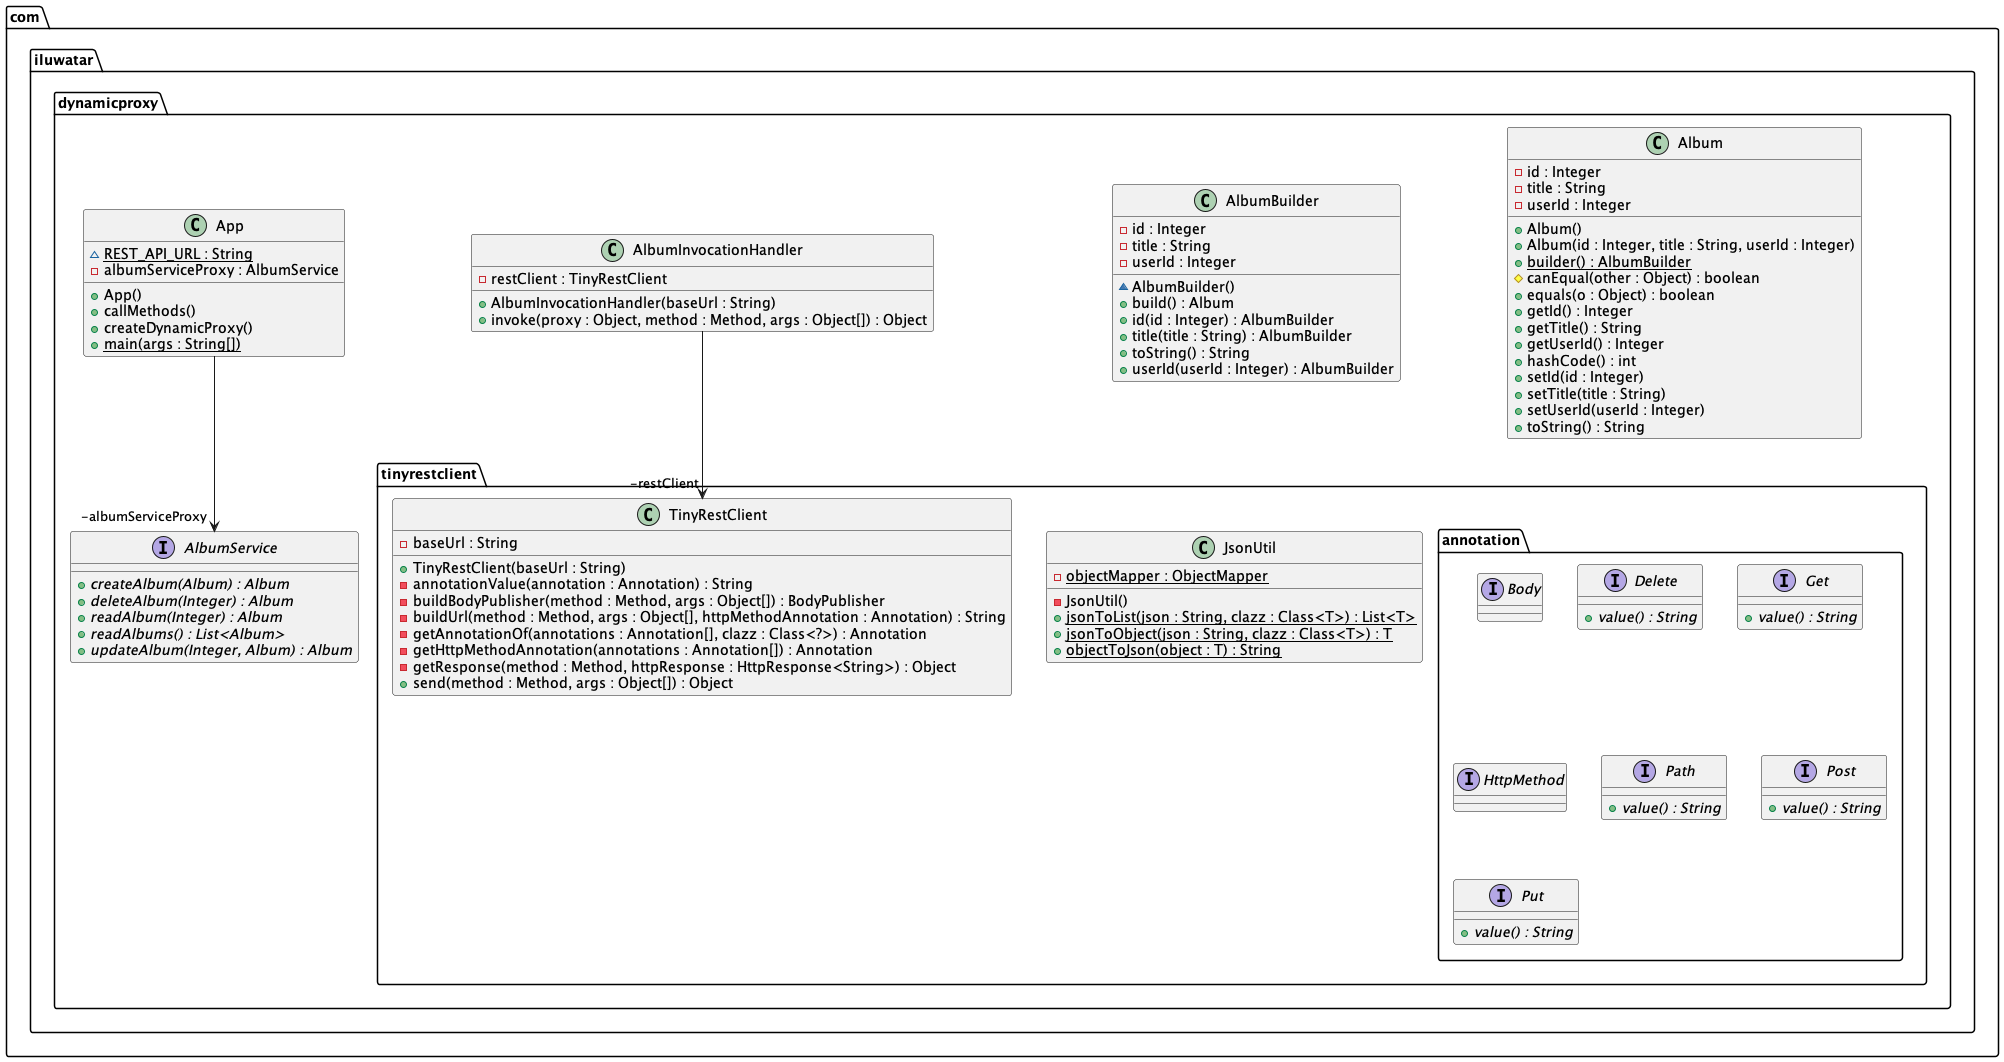 com
iluwatar
dynamicproxy
C Album
id : Integer
title : String
userId : Integer
Album()
Album(id : Integer, title : String, userId : Integer)
builder() : AlbumBuilder
canEqual(other : Object) : boolean
equals(o : Object) : boolean
getId() : Integer
getTitle() : String
getUserId() : Integer
hashCode() : int
setId(id : Integer)
setTitle(title : String)
setUserId(userId : Integer)
toString() : String
C AlbumBuilder
id : Integer
title : String
userId : Integer
AlbumBuilder()
build() : Album
id(id : Integer) : AlbumBuilder
title(title : String) : AlbumBuilder
toString() : String
userId(userId : Integer) : AlbumBuilder
C App
REST_API_URL : String
albumServiceProxy : AlbumService
App()
callMethods()
createDynamicProxy()
main(args : String[])
C AlbumInvocationHandler
restClient : TinyRestClient
AlbumInvocationHandler(baseUrl : String)
invoke(proxy : Object, method : Method, args : Object[]) : Object
-albumServiceProxy
I AlbumService
createAlbum(Album) : Album
deleteAlbum(Integer) : Album
readAlbum(Integer) : Album
readAlbums() : List<Album>
updateAlbum(Integer, Album) : Album
tinyrestclient
-restClient
C TinyRestClient
baseUrl : String
TinyRestClient(baseUrl : String)
annotationValue(annotation : Annotation) : String
buildBodyPublisher(method : Method, args : Object[]) : BodyPublisher
buildUrl(method : Method, args : Object[], httpMethodAnnotation : Annotation) : String
getAnnotationOf(annotations : Annotation[], clazz : Class<?>) : Annotation
getHttpMethodAnnotation(annotations : Annotation[]) : Annotation
getResponse(method : Method, httpResponse : HttpResponse<String>) : Object
send(method : Method, args : Object[]) : Object
C JsonUtil
objectMapper : ObjectMapper
JsonUtil()
jsonToList(json : String, clazz : Class<T>) : List<T>
jsonToObject(json : String, clazz : Class<T>) : T
objectToJson(object : T) : String
annotation
I Body
I Delete
value() : String
I Get
value() : String
I HttpMethod
I Path
value() : String
I Post
value() : String
I Put
value() : String